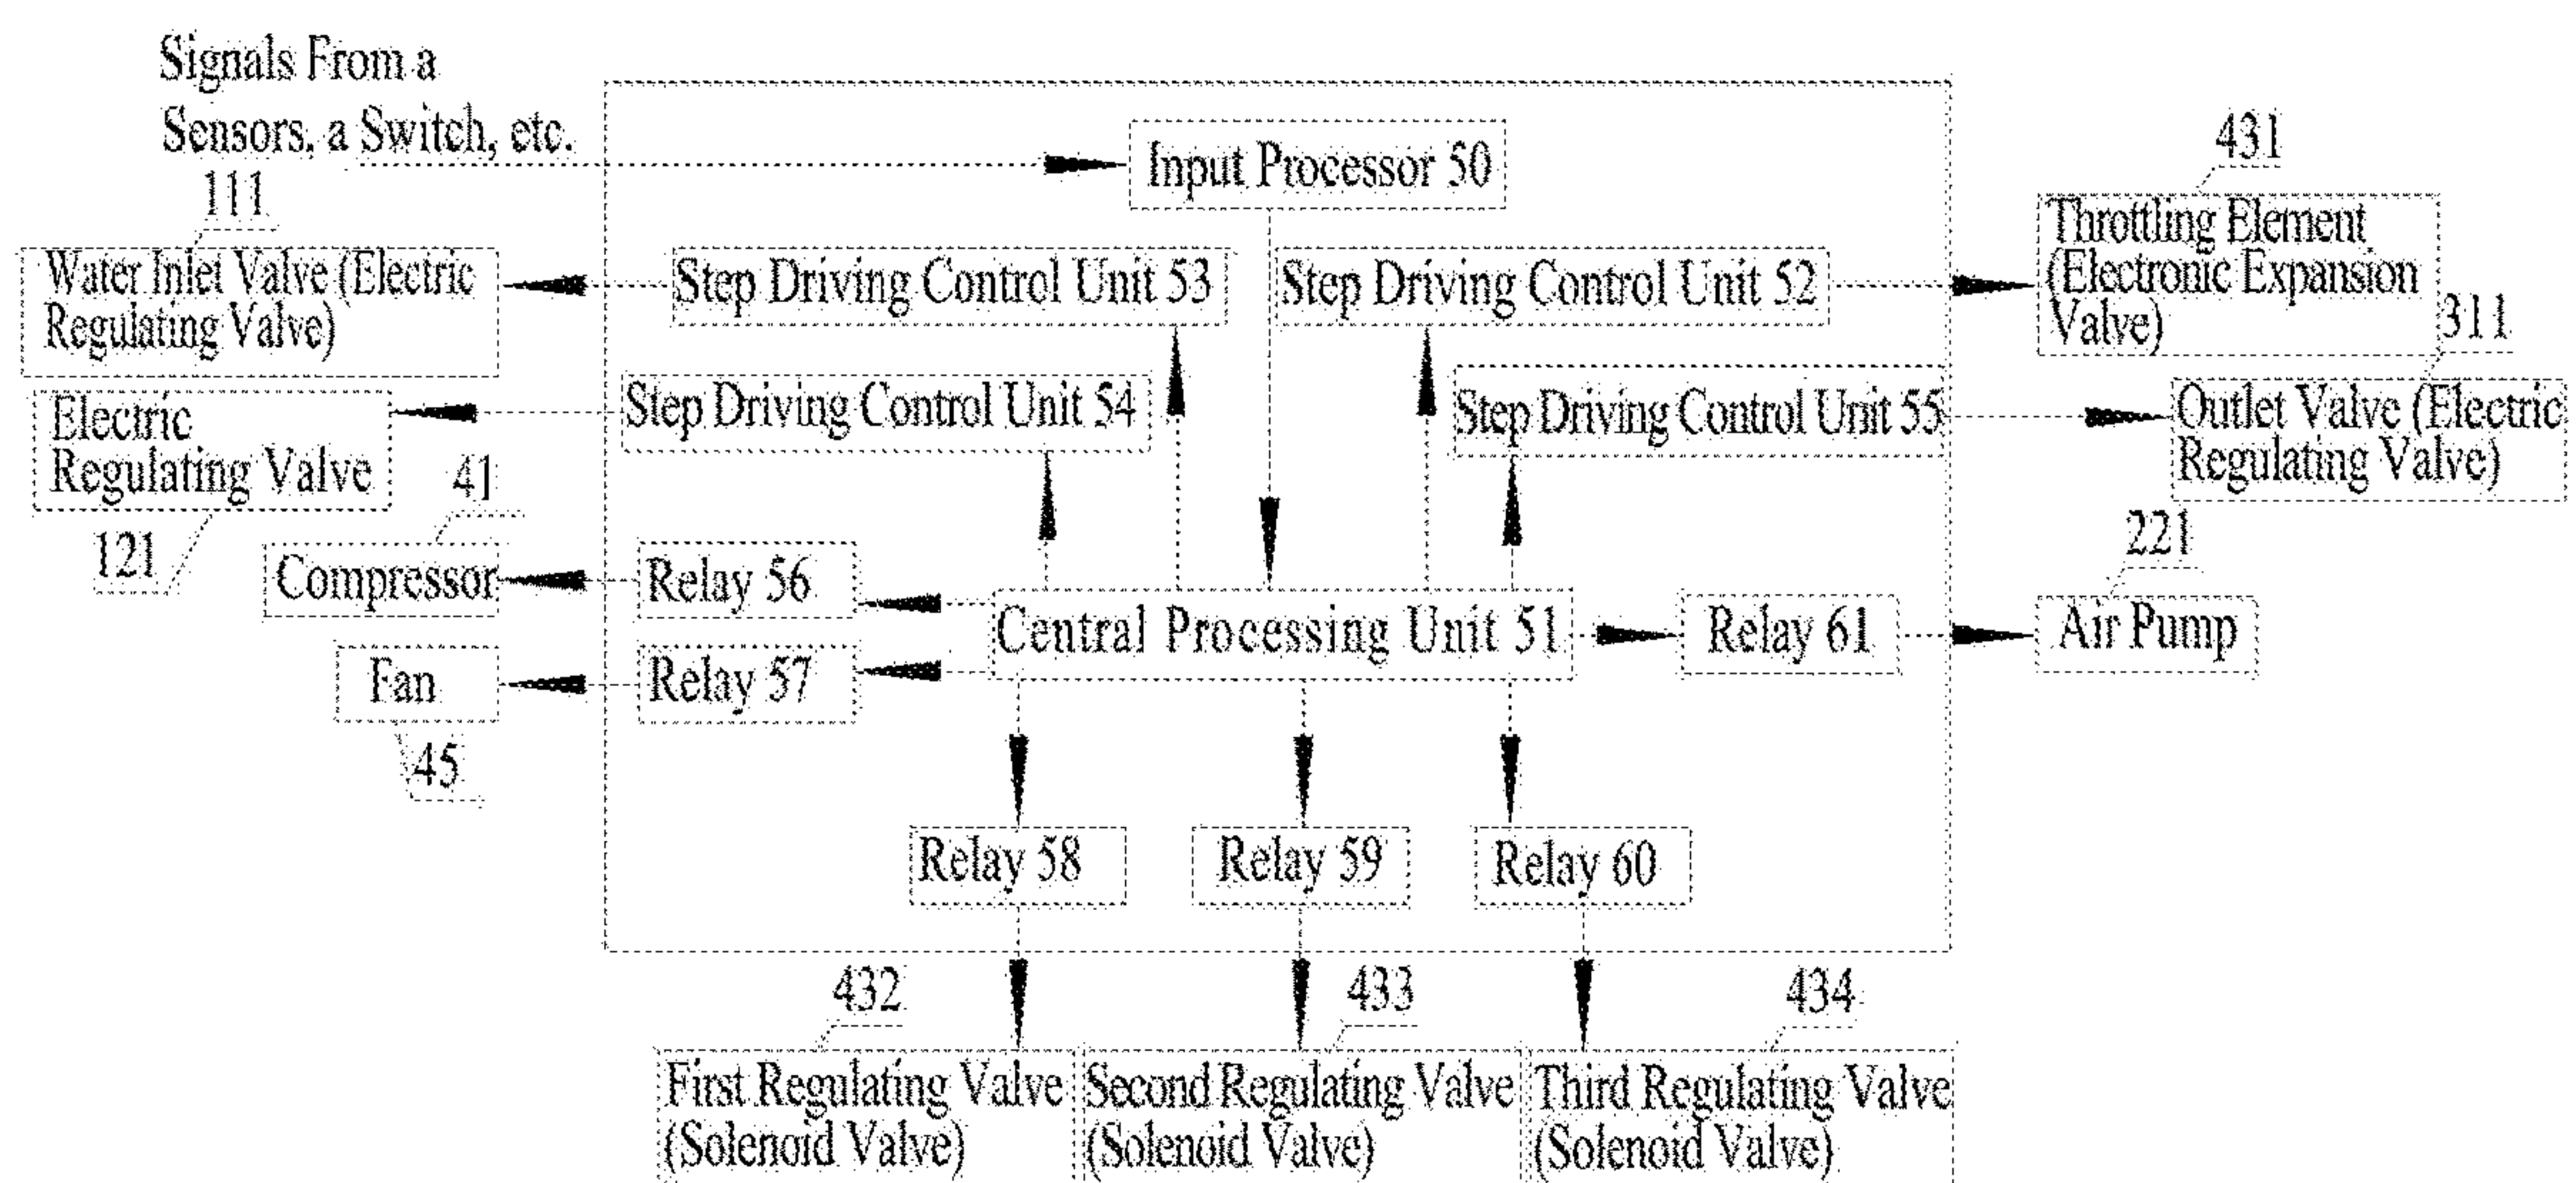 Signals From a
Sensors, a Switch, etc.
Input Processor 50
431
111
Throttling Element
(Electronic Expansion
Valve)
Water Inlet Valve (Electric
Regulating Valve)
Step Driving Control Unit 53
Step Driving Control Unit 52
311
Electric
Regulating Valve
Step Driving Control Unit 54
Step Driving Control Unit 55
Outlet Valve (Electric
Regulating Valve)
41
121
221
Compressor
Relay 56
Central Processing Unit 51
Relay 61
Air Pump
Fan
Relay 57
45
Relay 58
Relay 59
Relay 60
432
433
434
First Regulating Valve
(Solenoid Valve)
Second Regulating Valve
(Solenoid Valve)
Third Regulating Valve
(Solenoid Valve)